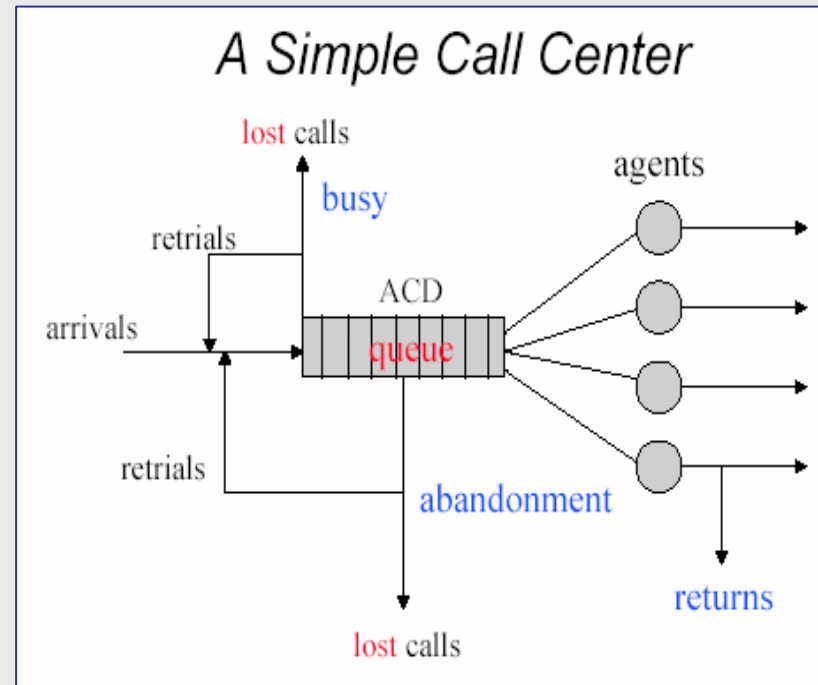 A Simple Call Center
lost calls
agents
busy
retrials
ACD
arrivals
queue
retrials
abandonment
returns
lost calls